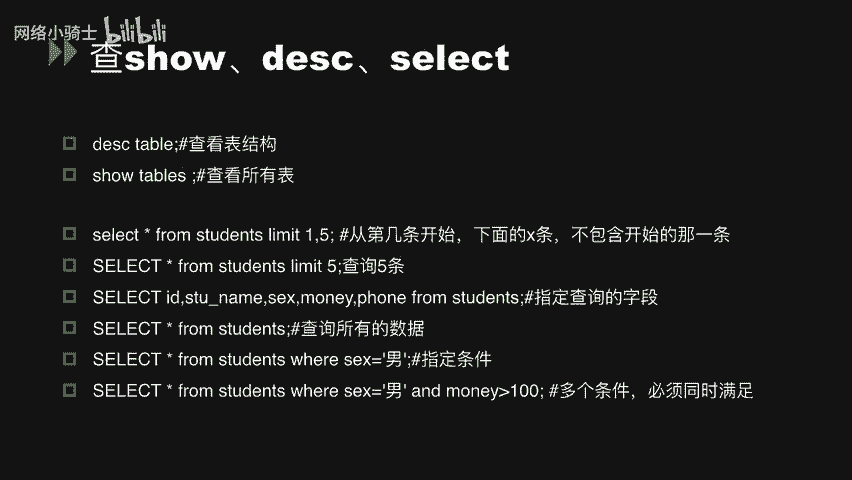 网络小骑士 bilibili
查show、desc、select
desc table;#查看表结构
show tables ;#查看所有表
select * from students limit 1,5; #从第几条开始，下面的x条，不包含开始的那一条
SELECT * from students limit 5;查询5条
SELECT id,stu_name,sex,money,phone from students;#指定查询的字段
SELECT * from students;#查询所有的数据
SELECT * from students where sex='男';#指定条件
SELECT * from students where sex='男' and money>100; #多个条件，必须同时满足